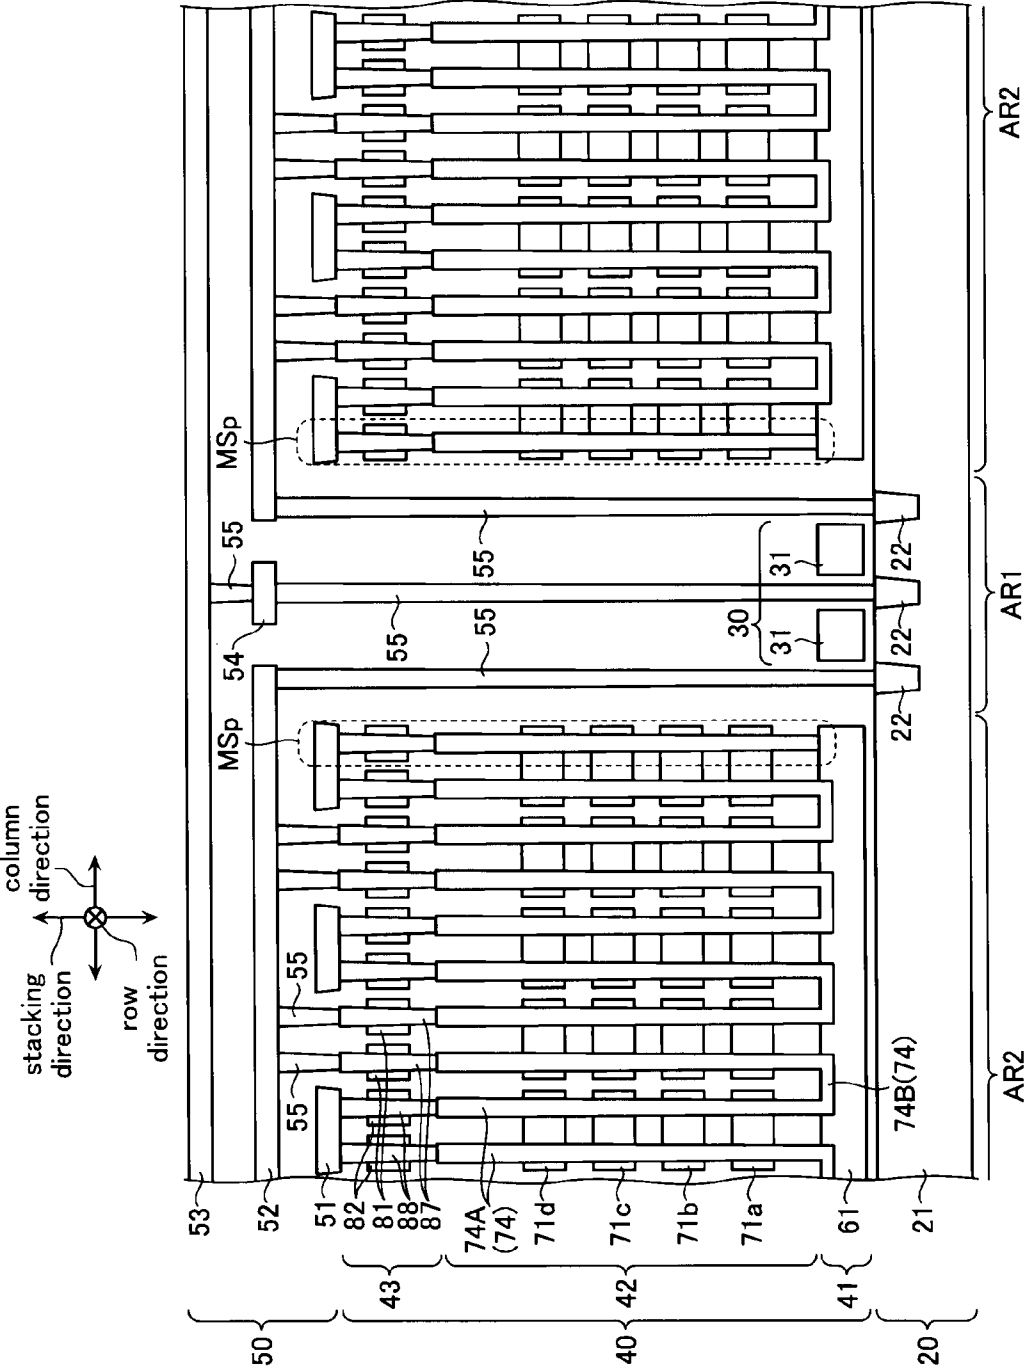 stacking
direction
column
direction
row
direction
53
MSp
54
55
MSp
50
52
55
55
51
82
81
88
87
43
74A
(74)
55
55
55
71d
71c
71b
71a
40
42
30
31
31
61
41
74B(74)
22
22
22
21
20
AR2
AR1
AR2